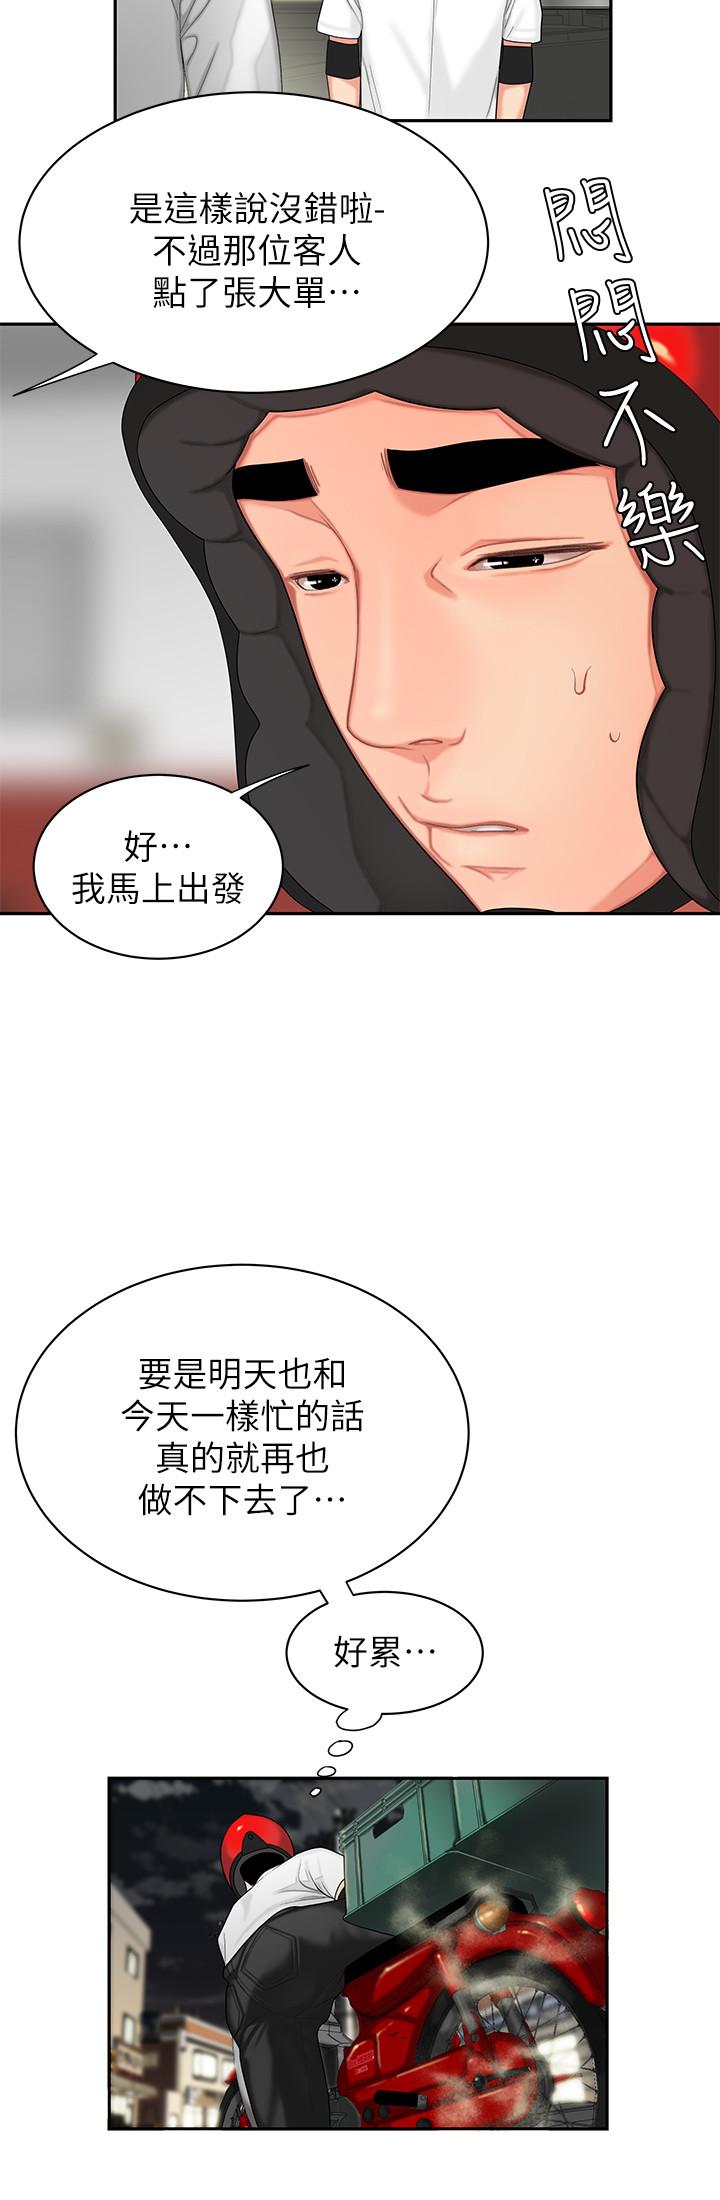 是這樣說沒錯啦-
不過那位客人
點了張大單…
悶悶不樂
好…
我馬上出發
要是明天也和
今天一樣忙的話
真的就再也
做不下去了…
好累…